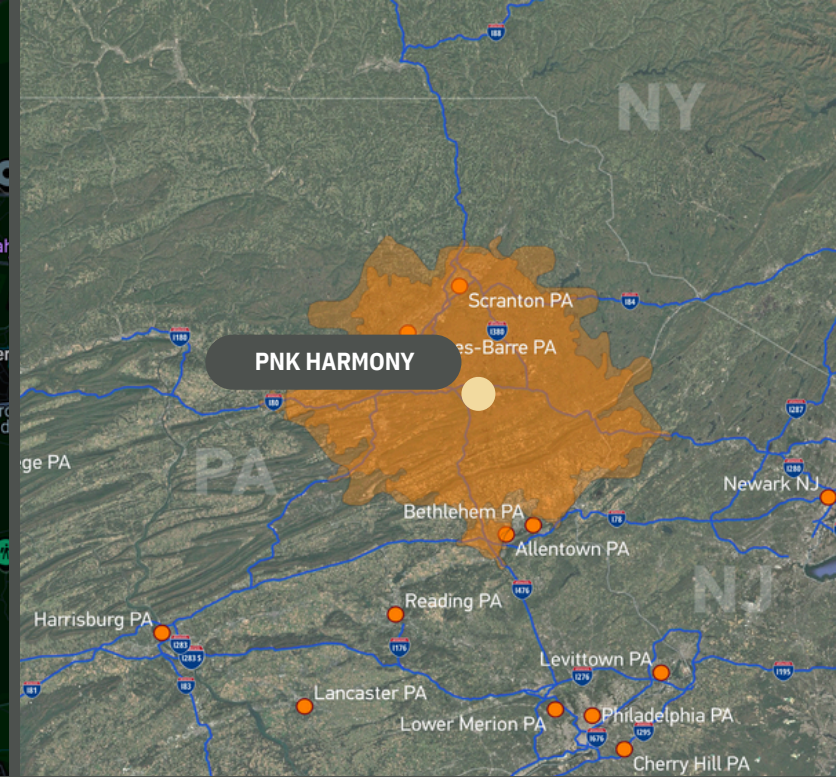 I88
NY
Scranton PA
I84
I380
I180
es-Barre PA
PNK HARMONY
I80
I287
ge PA
PA
I280
Newark NJ
Bethlehem PA
I78
Allentown PA
NJ
I476
Reading PA
Harrisburg PA
I283
I176
I283 S
Levittown PA
I276
I195
I81
I83
Lancaster PA
Lower Merion PA
Philadelphia PA
I295
I676
Cherry Hill PA